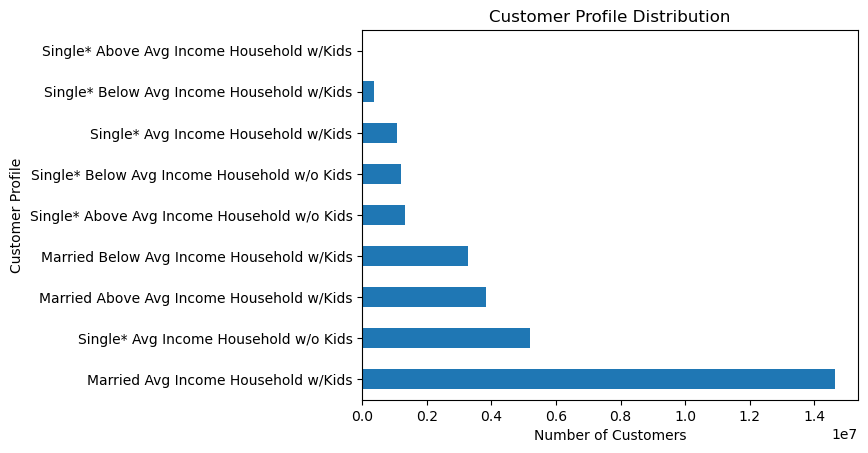 Customer Profile Distribution
Customer Profile
Single* Above Avg Income Household w/Kids
Single* Below Avg Income Household w/Kids
Single* Avg Income Household w/Kids
Single* Below Avg Income Household w/o Kids
Single* Above Avg Income Household w/o Kids
Married Below Avg Income Household w/Kids
Married Above Avg Income Household w/Kids
Single* Avg Income Household w/o Kids
Married Avg Income Household w/Kids
0.0 0.2 0.4 0.6 0.8 1.0 1.2 1.4
1e7
Number of Customers